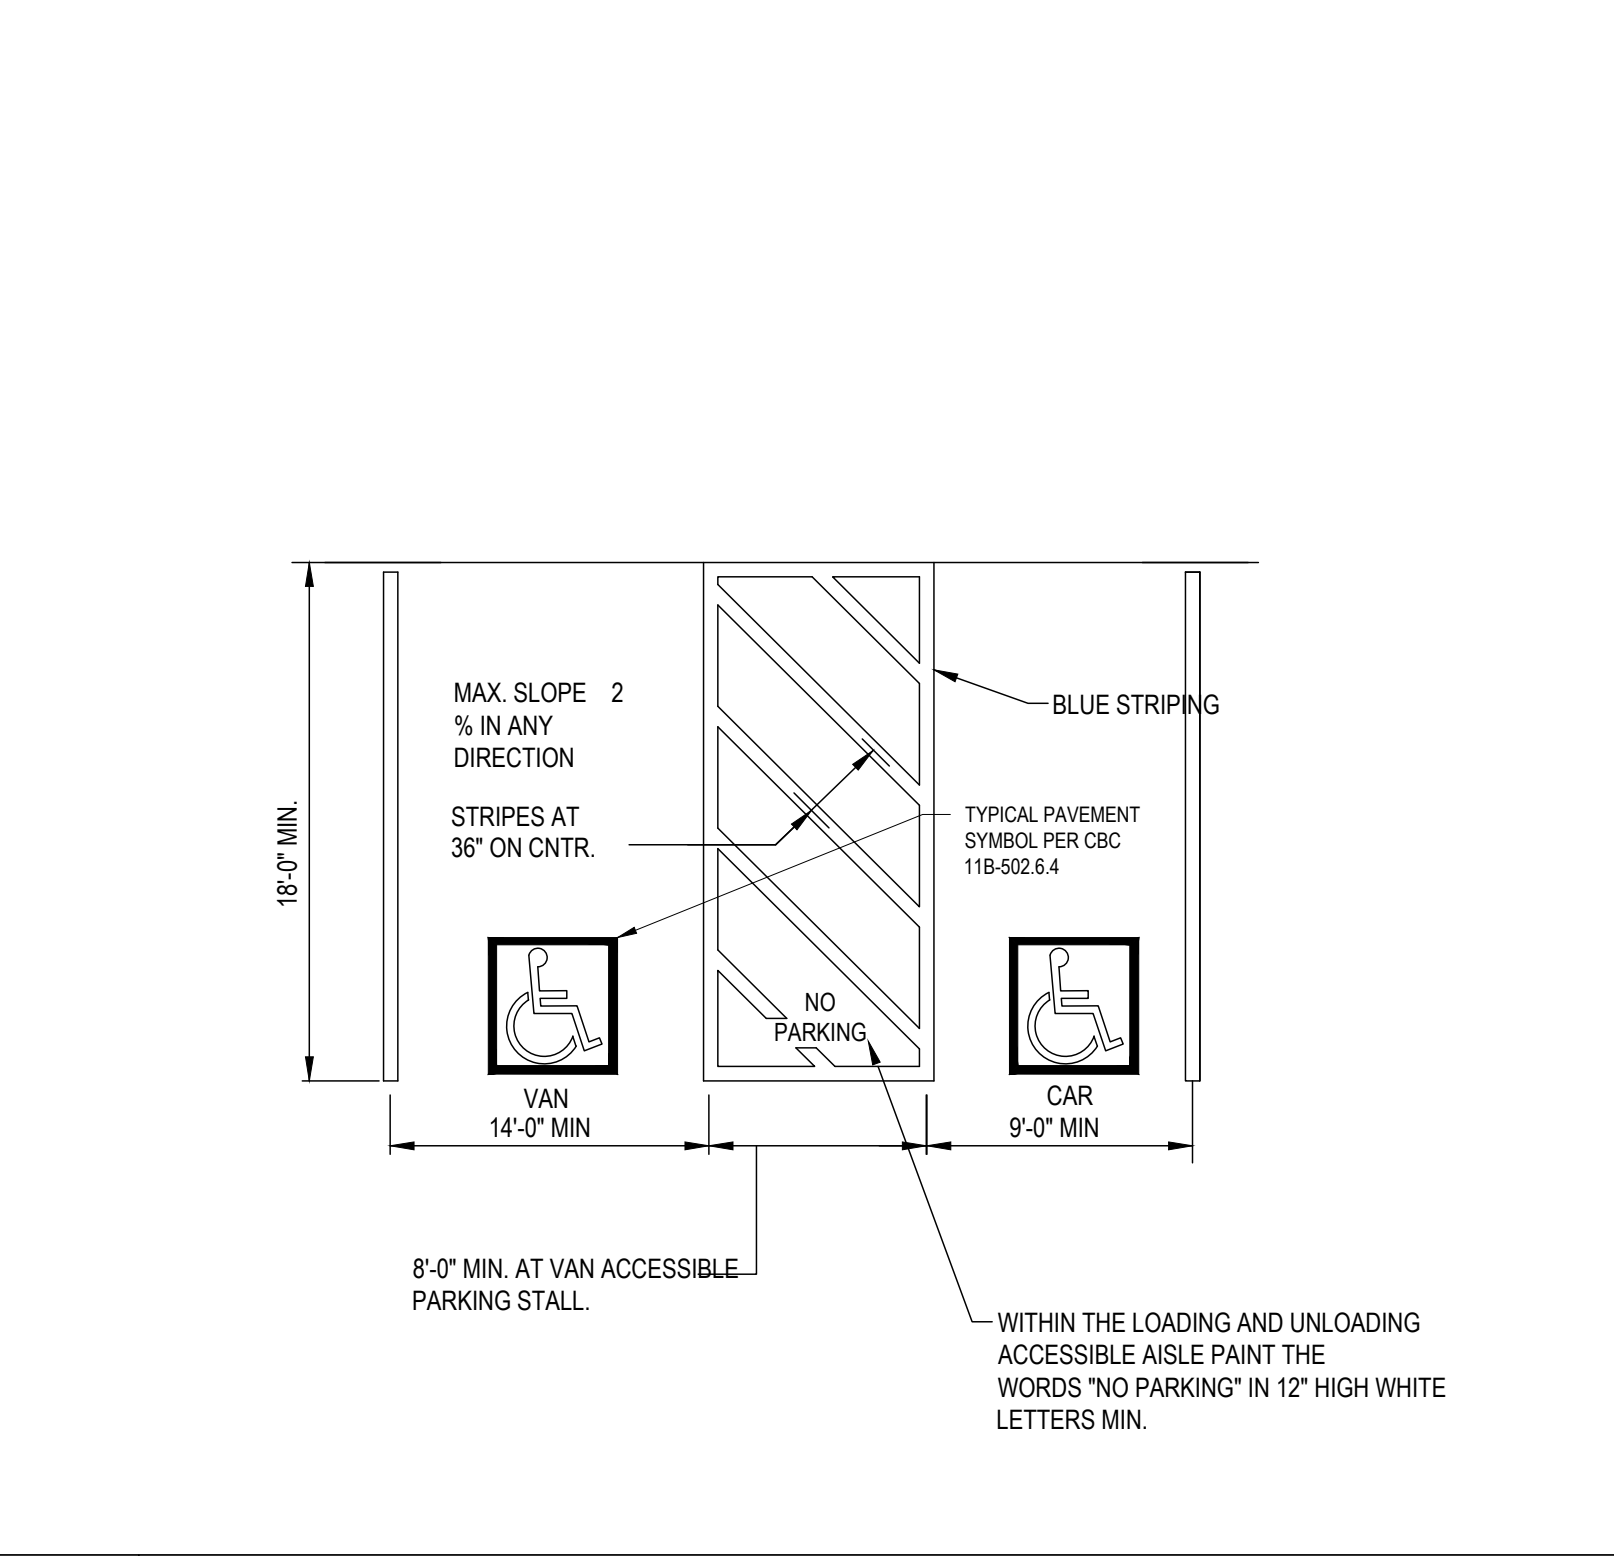 MAX. SLOPE 2
% IN ANY
DIRECTION
BLUE STRIPING
STRIPES AT
36" ON CNTR.
TYPICAL PAVEMENT
SYMBOL PER CBC
11B-502.6.4
18'-0" MIN.
NO
PARKING
VAN
14'-0" MIN
CAR
9'-0" MIN
8'-0" MIN. AT VAN ACCESSIBLE
PARKING STALL.
WITHIN THE LOADING AND UNLOADING
ACCESSIBLE AISLE PAINT THE
WORDS "NO PARKING" IN 12" HIGH WHITE
LETTERS MIN.